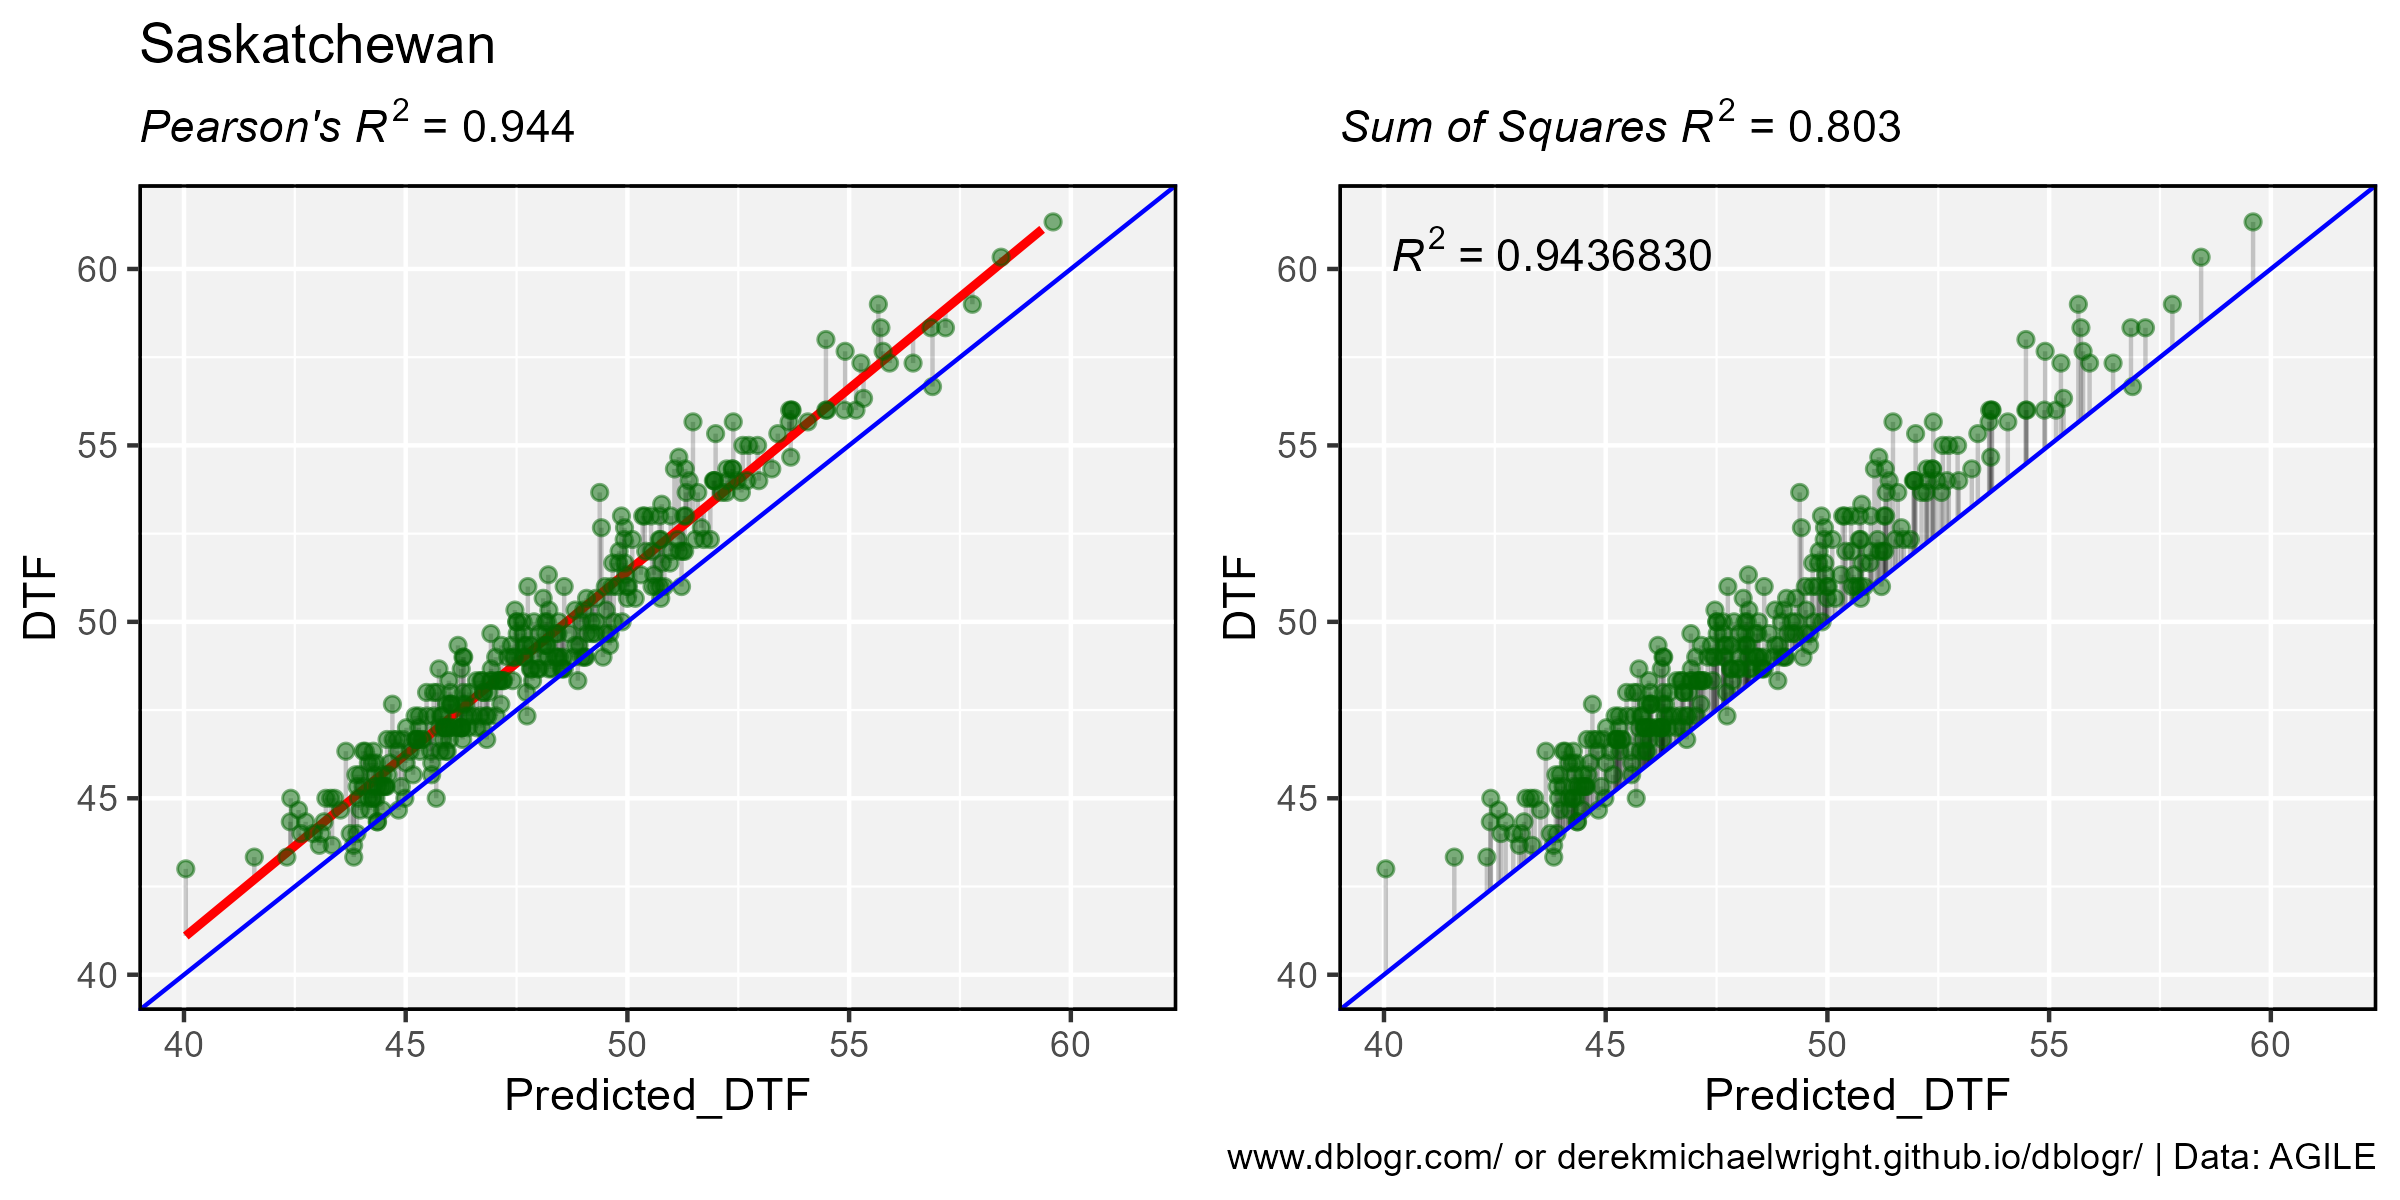 Saskatchewan
Pearson's R² = 0.944
DTF
60
55
50
45
40
40 45 50 55 60
Predicted_DTF
Sum of Squares R² = 0.803
R² = 0.9436830
DTF
60
55
50
45
40
40 45 50 55 60
Predicted_DTF
www.dblogr.com/ or derekmichaelwright.github.io/dblogr/ | Data: AGILE